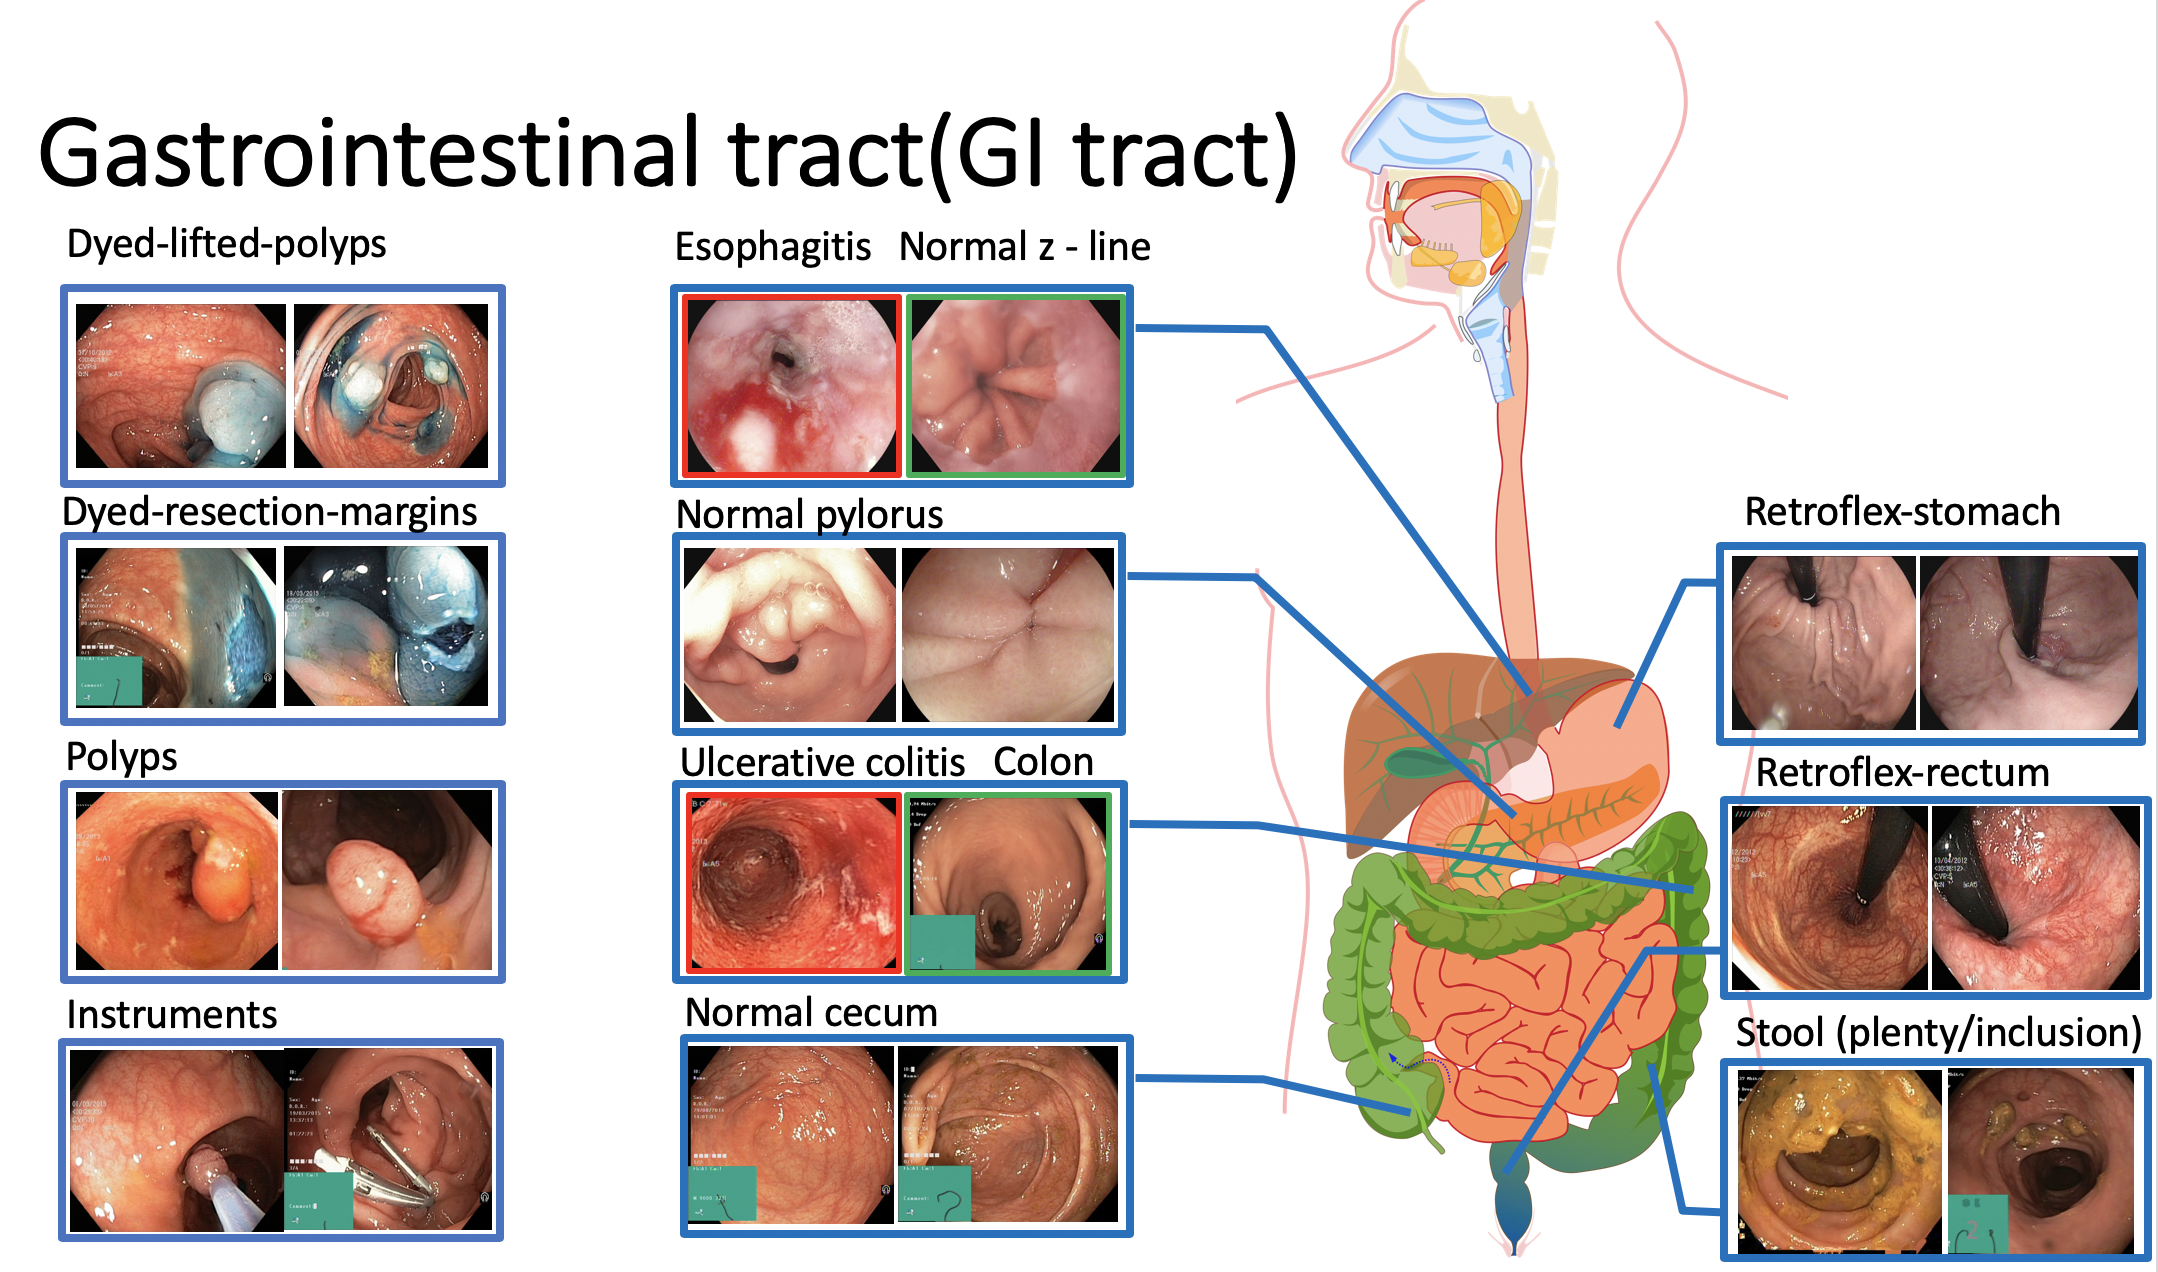 Gastrointestinal tract(GI tract)
Dyed-lifted-polyps
Esophagitis
Normal z - line
Dyed-resection-margins
Normal pylorus
Retroflex-stomach
Polyps
Ulcerative colitis
Colon
Retroflex-rectum
Instruments
Normal cecum
Stool (plenty/inclusion)